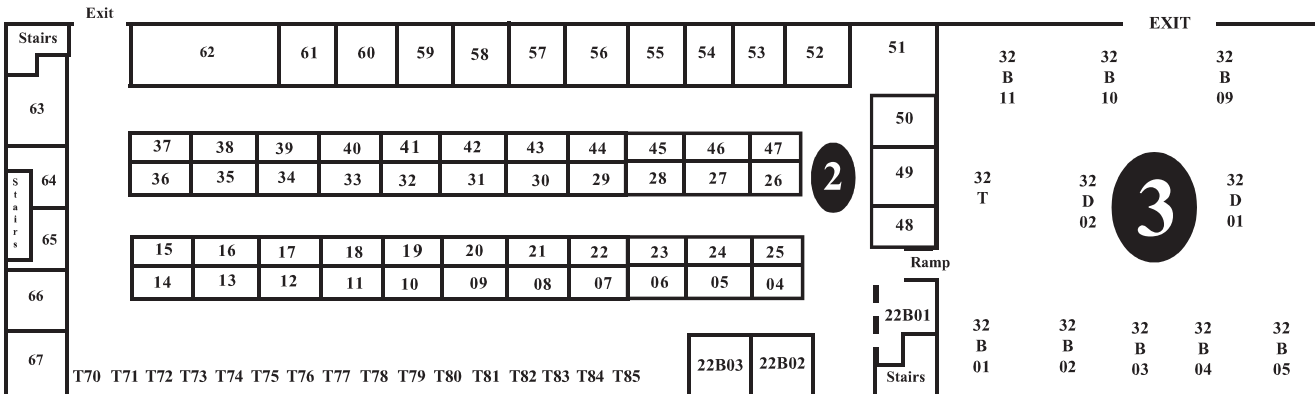 Exit
EXIT
Stairs
62 61 60 59 58 57 56 55 54 53 52 51
32 B 11
32 B 10
32 B 09
63
50
37 38 39 40 41 42 43 44 45 46 47
36 35 34 33 32 31 30 29 28 27 26
2
49
Stairs
64
32 T
32 D 02
3
32 D 01
65
48
15 16 17 18 19 20 21 22 23 24 25
14 13 12 11 10 09 08 07 06 05 04
Ramp
66
22B01
32 B 01
32 B 02
32 B 03
32 B 04
32 B 05
67
22B03 22B02
T70 T71 T72 T73 T74 T75 T76 T77 T78 T79 T80 T81 T82 T83 T84 T85
Stairs